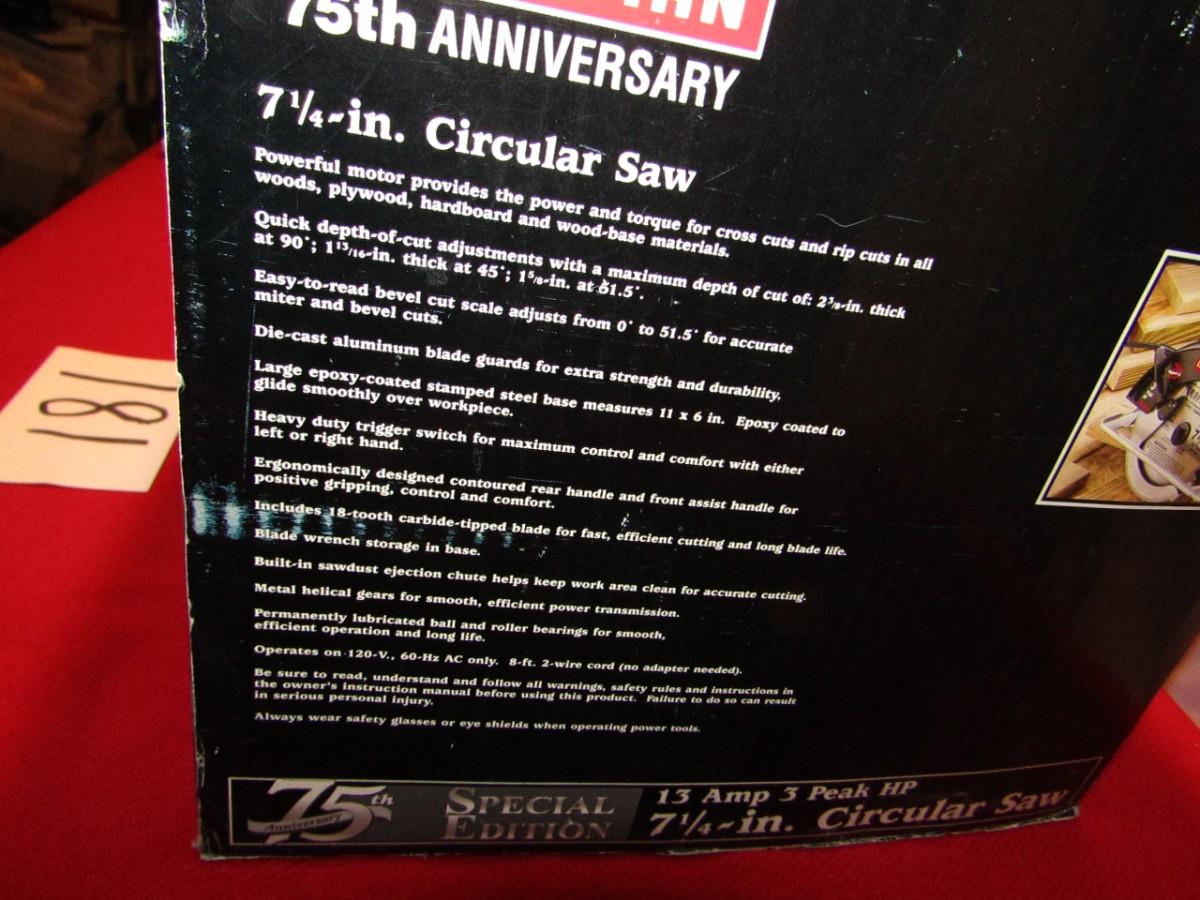 75th ANNIVERSARY
7 1/4-in. Circular Saw
Powerful motor provides the power and torque for cross cuts and rip cuts in all
woods, plywood, hardboard and wood-base materials.
Quick depth-of-cut adjustments with a maximum depth of cut of: 2 3/8-in. thick
at 90°; 1 13/16-in. thick at 45°; 1 5/8-in. at 51.5°.
Easy-to-read bevel cut scale adjusts from 0° to 51.5° for accurate
miter and bevel cuts.
Die-cast aluminum blade guards for extra strength and durability.
Large epoxy-coated stamped steel base measures 11 x 6 in. Epoxy coated to
glide smoothly over workpiece.
Heavy duty trigger switch for maximum control and comfort with either
left or right hand.
Ergonomically designed contoured rear handle and front assist handle for
positive gripping, control and comfort.
Includes 18-tooth carbide-tipped blade for fast, efficient cutting and long blade life.
Blade wrench storage in base.
Built-in sawdust ejection chute helps keep work area clean for accurate cutting.
Metal helical gears for smooth, efficient power transmission.
Permanently lubricated ball and roller bearings for smooth,
efficient operation and long life.
Operates on 120-V., 60-Hz AC only. 8-ft. 2-wire cord (no adapter needed).
Be sure to read, understand and follow all warnings, safety rules and instructions in
the owner's instruction manual before using this product. Failure to do so can result
in serious personal injury.
Always wear safety glasses or eye shields when operating power tools.
75th
Anniversary
SPECIAL
EDITION
13 Amp 3 Peak HP
7 1/4-in. Circular Saw
181